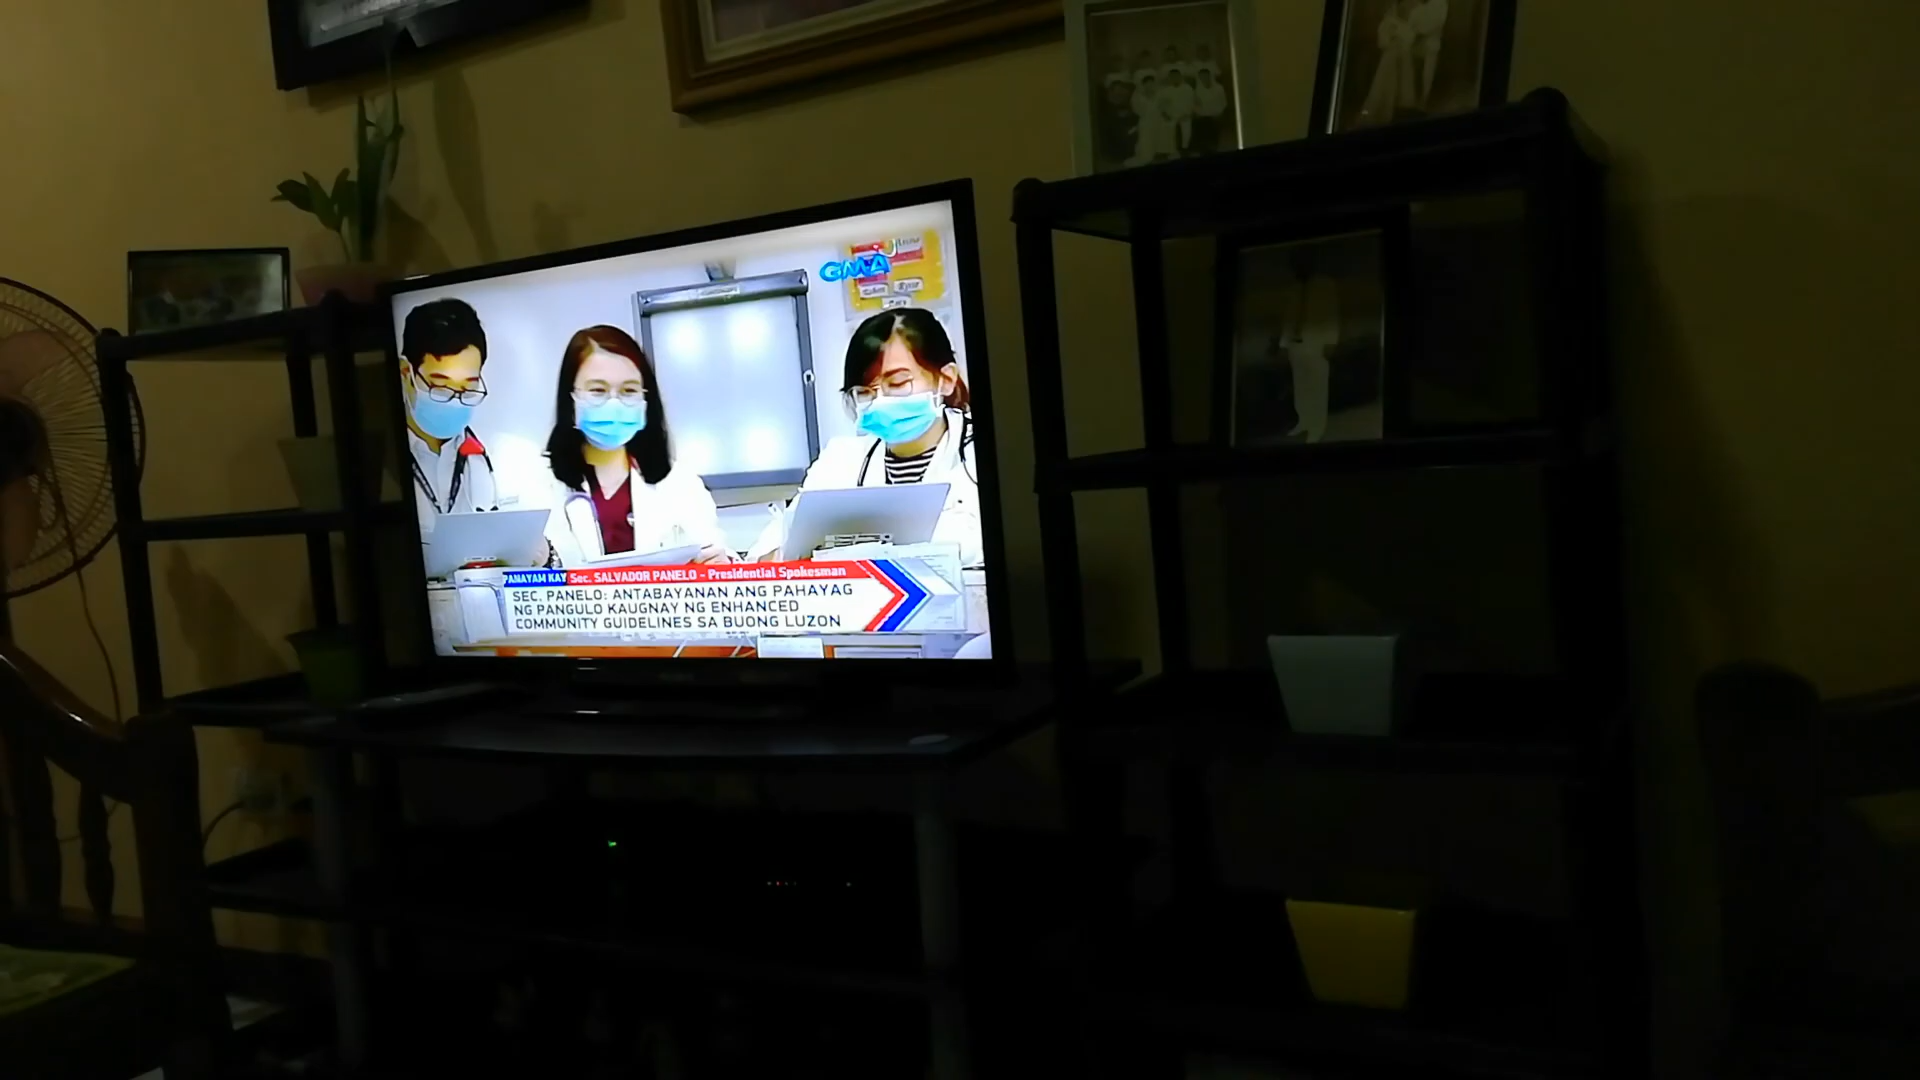 GMA
PANAYAM KAY Sec. SALVADOR PANELO - Presidential Spokesman
SEC. PANELO: ANTABAYANAN ANG PAHAYAG
NG PANGULO KAUGNAY NG ENHANCED
COMMUNITY GUIDELINES SA BUONG LUZON